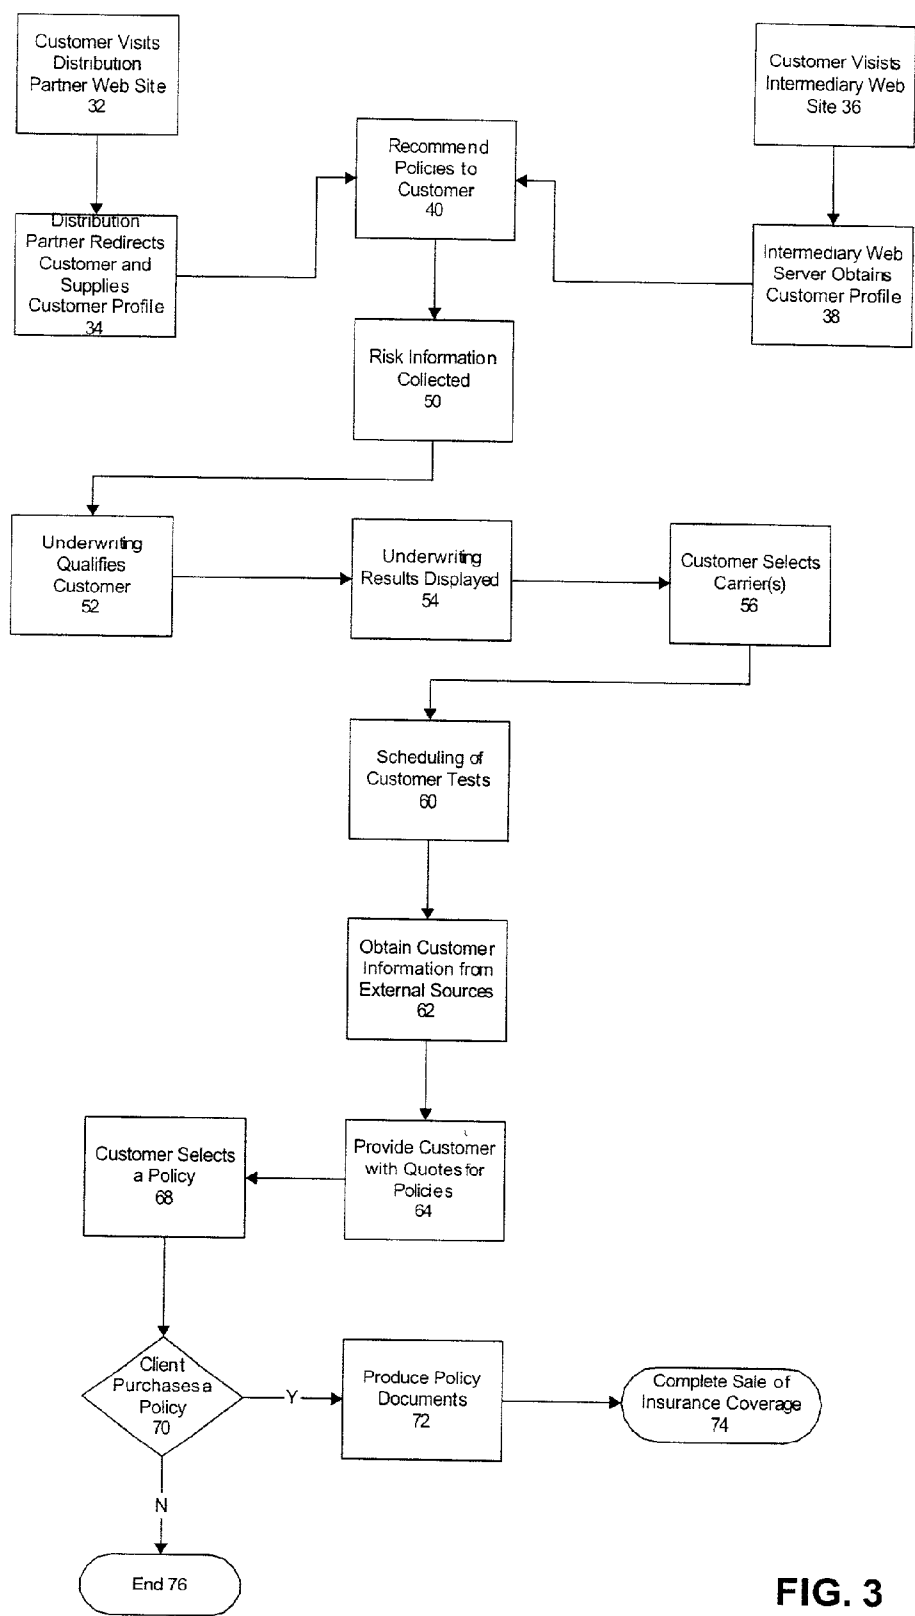 Customer Visits
Distribution
Partner Web Site
32
Customer Visists
Intermediary Web
Site 36
Recommend
Policies to
Customer
40
Distribution
Partner Redirects
Customer and
Supplies
Customer Profile
34
Intermediary Web
Server Obtains
Customer Profile
38
Risk Information
Collected
50
Underwriting
Qualifies
Customer
52
Underwriting
Results Displayed
54
Customer Selects
Carrier(s)
56
Scheduling of
Customer Tests
60
Obtain Customer
Information from
External Sources
62
Customer Selects
a Policy
68
Provide Customer
with Quotes for
Policies
64
Client
Purchases a
Policy
70
Y
Produce Policy
Documents
72
Complete Sale of
Insurance Coverage
74
N
End 76
FIG. 3